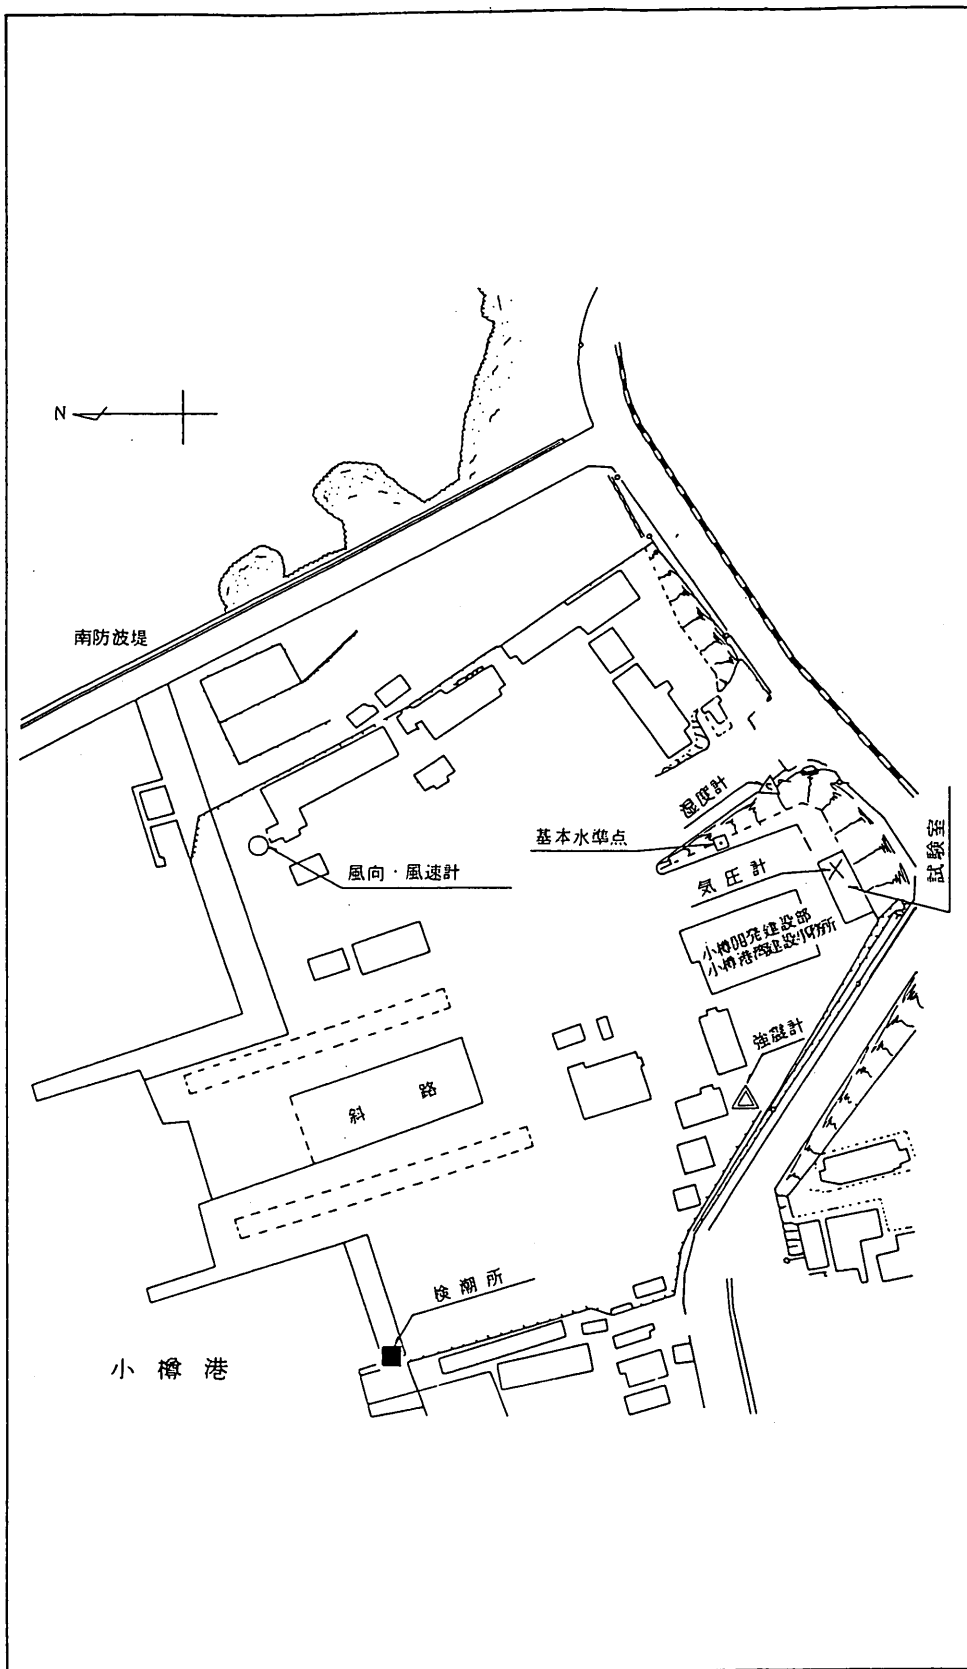 N
南防波堤
湿度計
基本水準点
試験室
風向・風速計
気圧計
小樽開発建設部
小樽港湾建設事務所
強震計
斜路
検潮所
小樽港